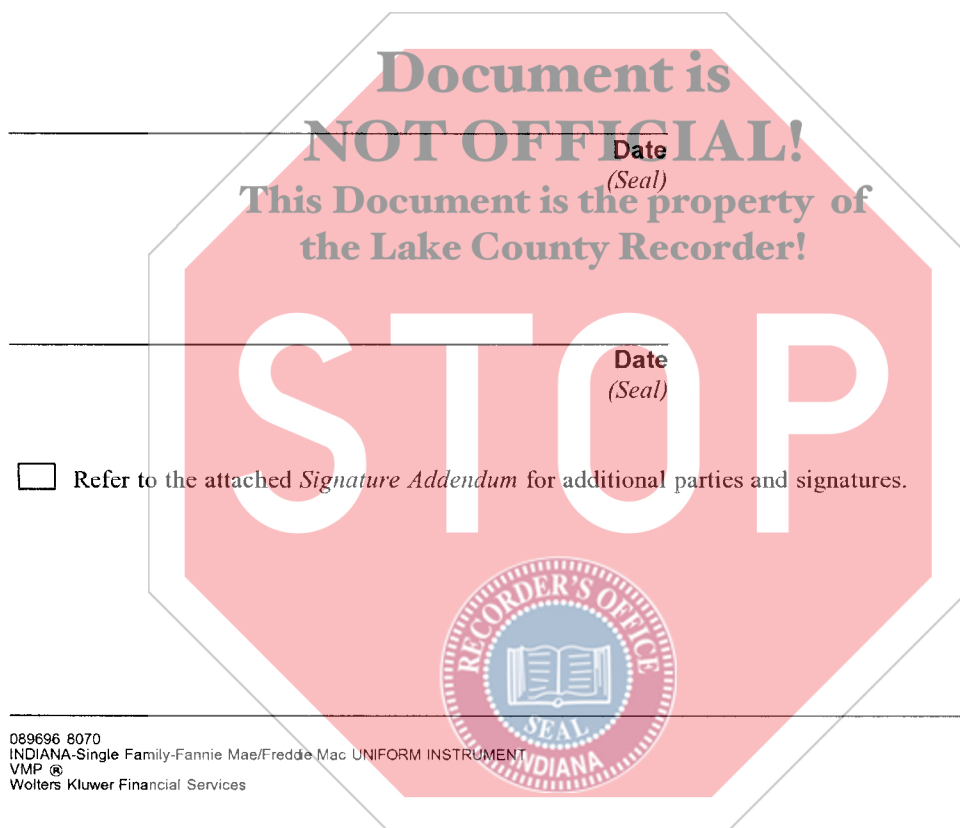 Document is
NOT OFFICIAL!
Date
(Seal)
This Document is the property of
the Lake County Recorder!
STOP
Date
(Seal)
Refer to the attached Signature Addendum for additional parties and signatures.
RECORDER'S OFFICE
SEAL
INDIANA
089696 8070
INDIANA-Single Family-Fannie Mae/Freddie Mac UNIFORM INSTRUMENT
VMP ®
Wolters Kluwer Financial Services